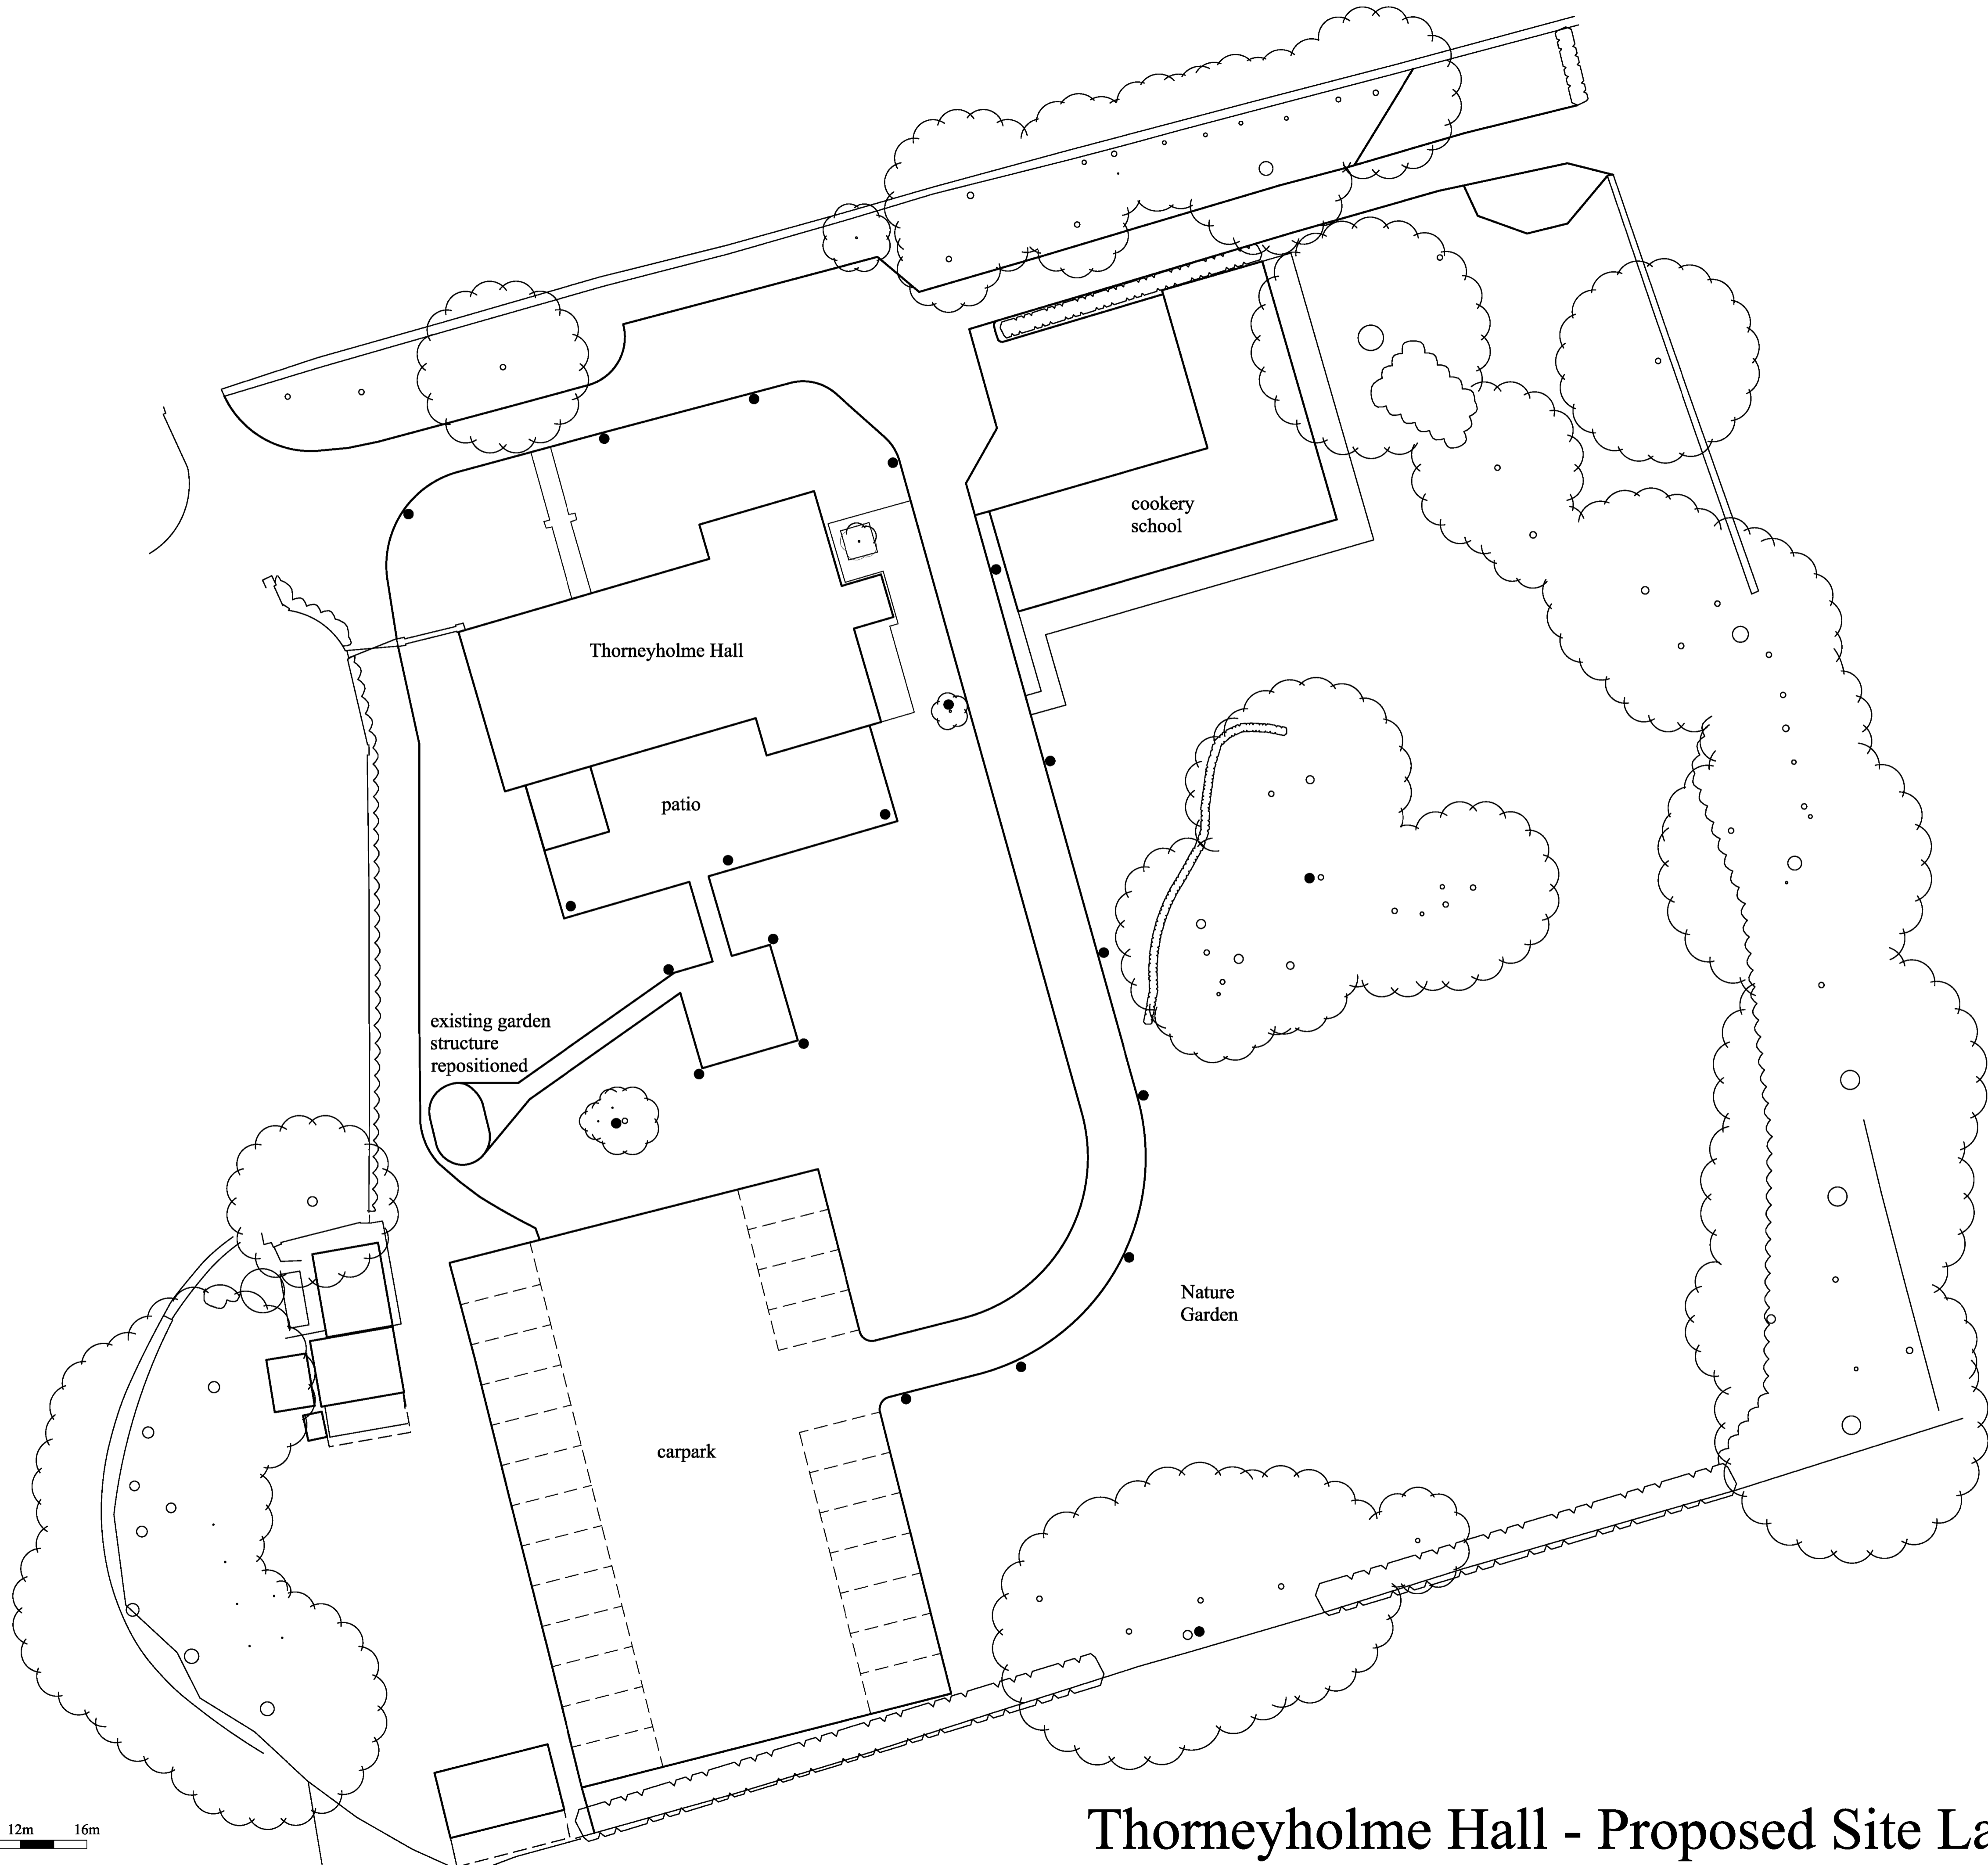 cookery
school
Thorneyholme Hall
patio
existing garden
structure
repositioned
Nature
Garden
carpark
12m 16m
Thorneyholme Hall - Proposed Site La